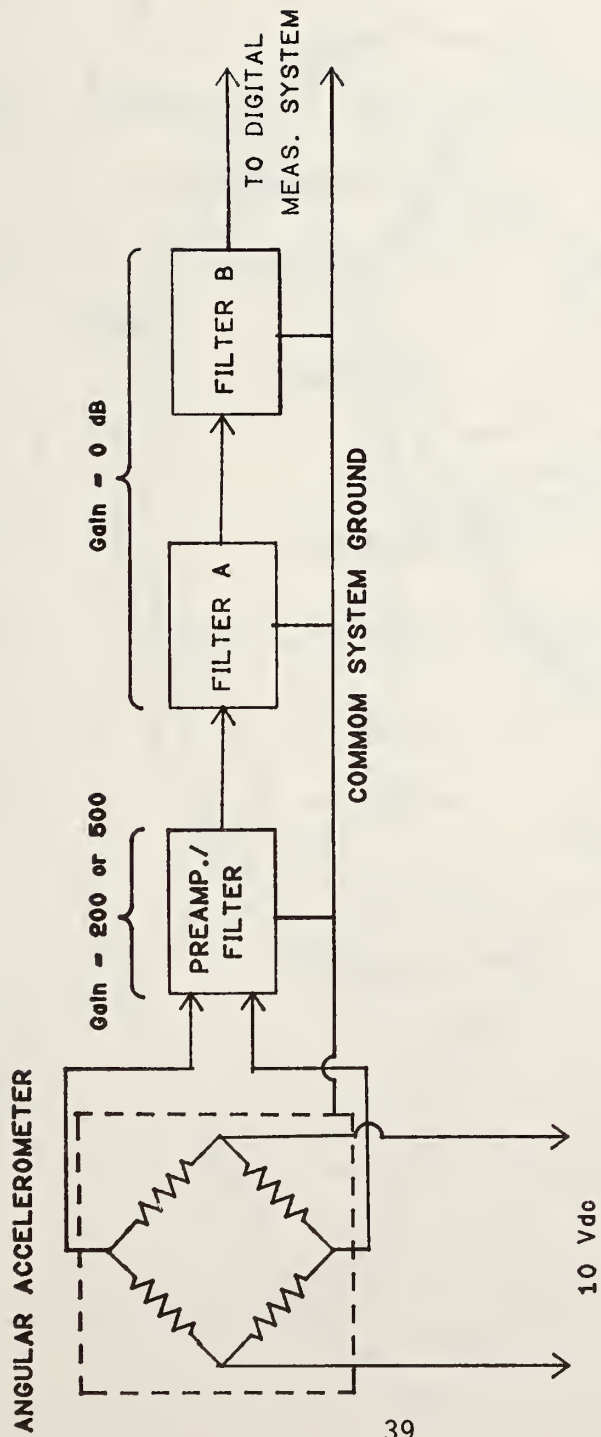 ANGULAR ACCELEROMETER
Gain = 200 or 500
Gain = 0 dB
PREAMP./
FILTER
FILTER A
FILTER B
TO DIGITAL
MEAS. SYSTEM
COMMOM SYSTEM GROUND
10 Vdc
39